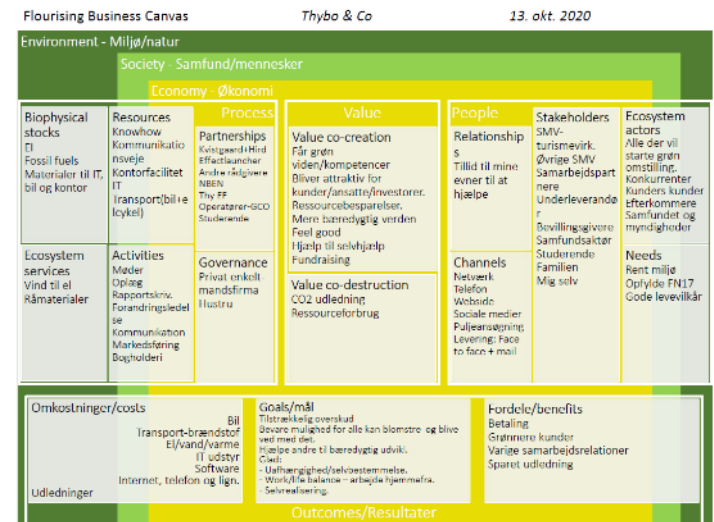 Flourising Business Canvas
Thybo & Co
13. okt. 2020
Environment - Miljø/natur
Society - Samfund/mennesker
Economy - Økonomi
Process
Value
People
Biophysical
stocks
El
Fossil fuels
Materialer til IT,
bil og kontor
Resources
Knowhow
Kommunikatio
nsveje
Kontorfacilitet
IT
Transport(bil+e
lcykel)
Partnerships
Kvistgaard+Hird
Effectlauncher
Andre rådgivere
NBEN
Thy EF
Operatører-GCO
Studerende
Value co-creation
Får grøn
viden/kompetencer
Bliver attraktiv for
kunder/ansatte/investorer.
Ressourcebesparelser.
Mere bæredygtig verden
Feel good
Hjælp til selvhjælp
Fundraising
Relationship
s
Tillid til mine
evner til at
hjælpe
Stakeholders
SMV-
turismevirk.
Øvrige SMV
Samarbejdspart
nere
Underleverandø
r
Bevillingsgivere
Samfundsaktør
Studerende
Familien
Mig selv
Ecosystem
actors
Alle der vil
starte grøn
omstilling.
Konkurrenter
Kunders kunder
Efterkommere
Samfundet og
myndigheder
Ecosystem
services
Vind til el
Råmaterialer
Activities
Møder
Oplæg
Rapportskriv.
Forandringsledel
se
Kommunikation
Markedsføring
Bogholderi
Governance
Privat enkelt-
mandsfirma
Hustru
Value co-destruction
CO2 udledning
Ressourceforbrug
Channels
Netværk
Telefon
Webside
Sociale medier
Puljeansøgning
Levering: Face
to face + mail
Needs
Rent miljø
Opfylde FN17
Gode levevilkår
Omkostninger/costs
Bil
Transport-brændstof
El/vand/varme
IT udstyr
Software
Internet, telefon og lign.
Udledninger
Goals/mål
Tilstrækkelig overskud
Bevare mulighed for alle kan blomstre og blive
ved med det.
Hjælpe andre til bæredygtig udvikl.
Glad:
- Uafhængighed/selvbestemmelse.
- Work/life balance – arbejde hjemmefra.
- Selvrealisering.
Fordele/benefits
Betaling
Grønnere kunder
Varige samarbejdsrelationer
Sparet udledning
Outcomes/Resultater